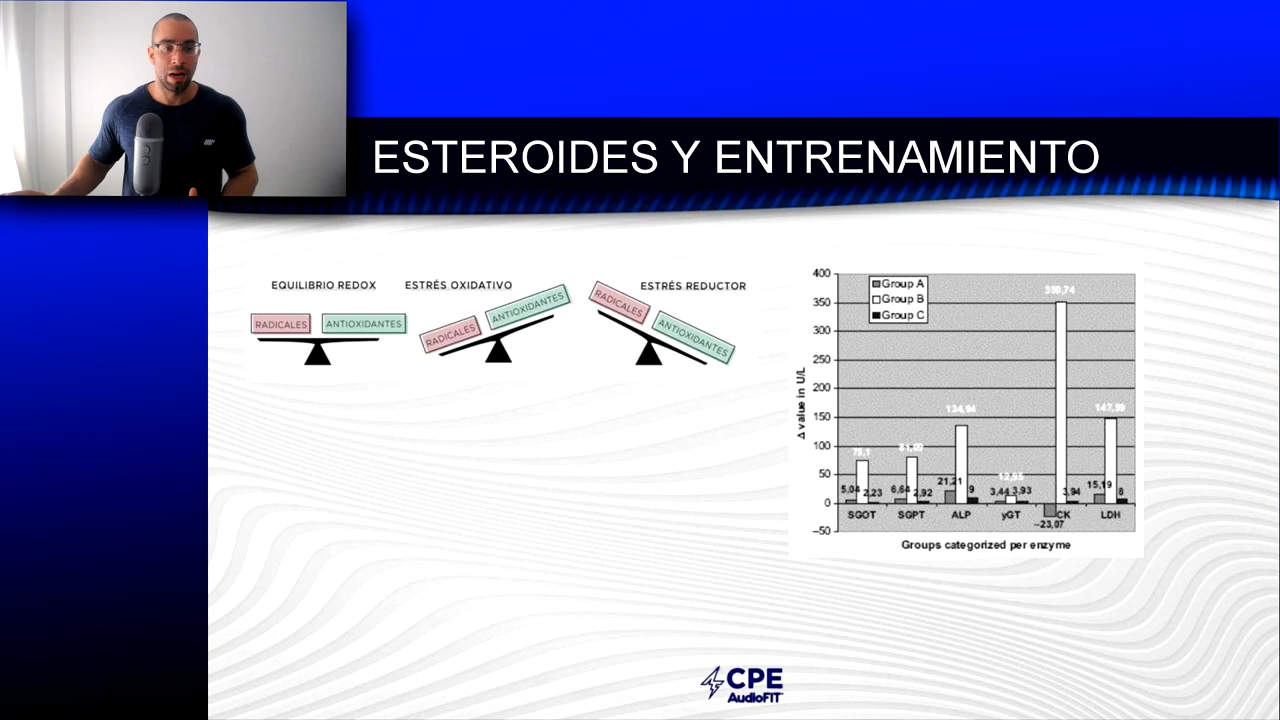 ESTEROIDES Y ENTRENAMIENTO
EQUILIBRIO REDOX
RADICALES
ANTIOXIDANTES
ESTRÉS OXIDATIVO
RADICALES
ANTIOXIDANTES
ESTRÉS REDUCTOR
RADICALES
ANTIOXIDANTES
Group A
Group B
Group C
Δ value in U/L
400
350
300
250
200
150
100
50
0
–50
5,04
75,1
2,23
6,64
2,92
21,21
134,94
9
3,44
12,95
3,93
–23,07
3,94
15,19
8
SGOT
SGPT
ALP
γGT
CK
LDH
Groups categorized per enzyme
CPE
AudioFIT